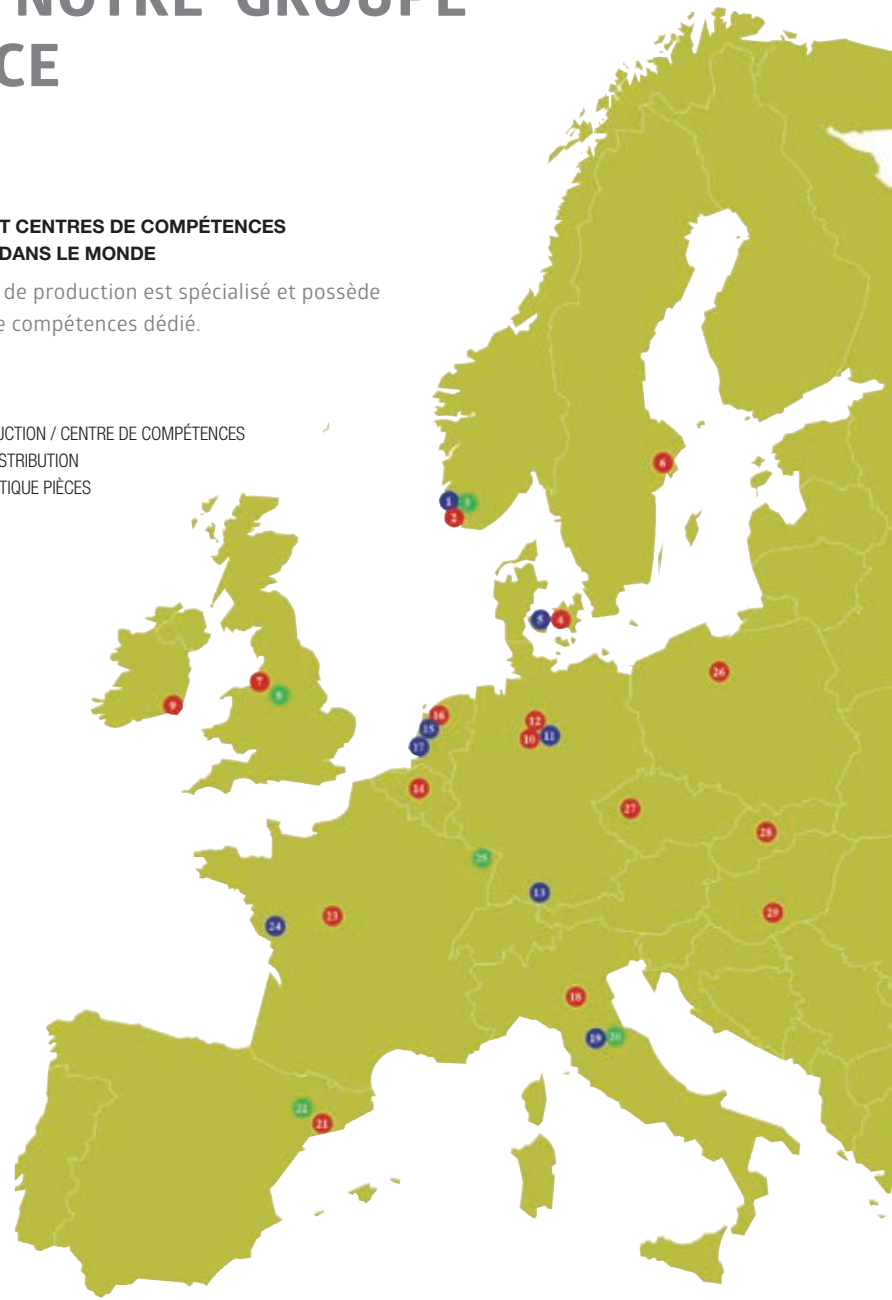 NOTRE GROUPE
CE
T CENTRES DE COMPÉTENCES
DANS LE MONDE
de production est spécialisé et possède
e compétences dédié.
UCTION / CENTRE DE COMPÉTENCES
STRIBUTION
TIQUE PIÈCES
6
1 3
2
5 4
26
7
8
9
16
12
15
11
10
17
14
27
28
25
13
29
23
24
18
19 20
22
21